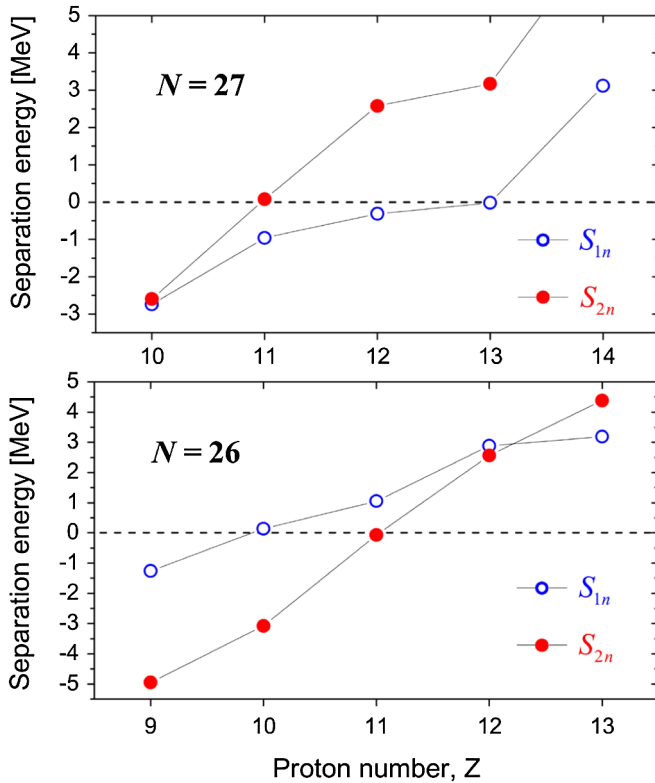 Separation energy [MeV]
5
4
3
2
1
0
-1
-2
-3
N = 27
S1n
S2n
10 11 12 13 14
Separation energy [MeV]
5
4
3
2
1
0
-1
-2
-3
-4
-5
N = 26
S1n
S2n
9 10 11 12 13
Proton number, Z